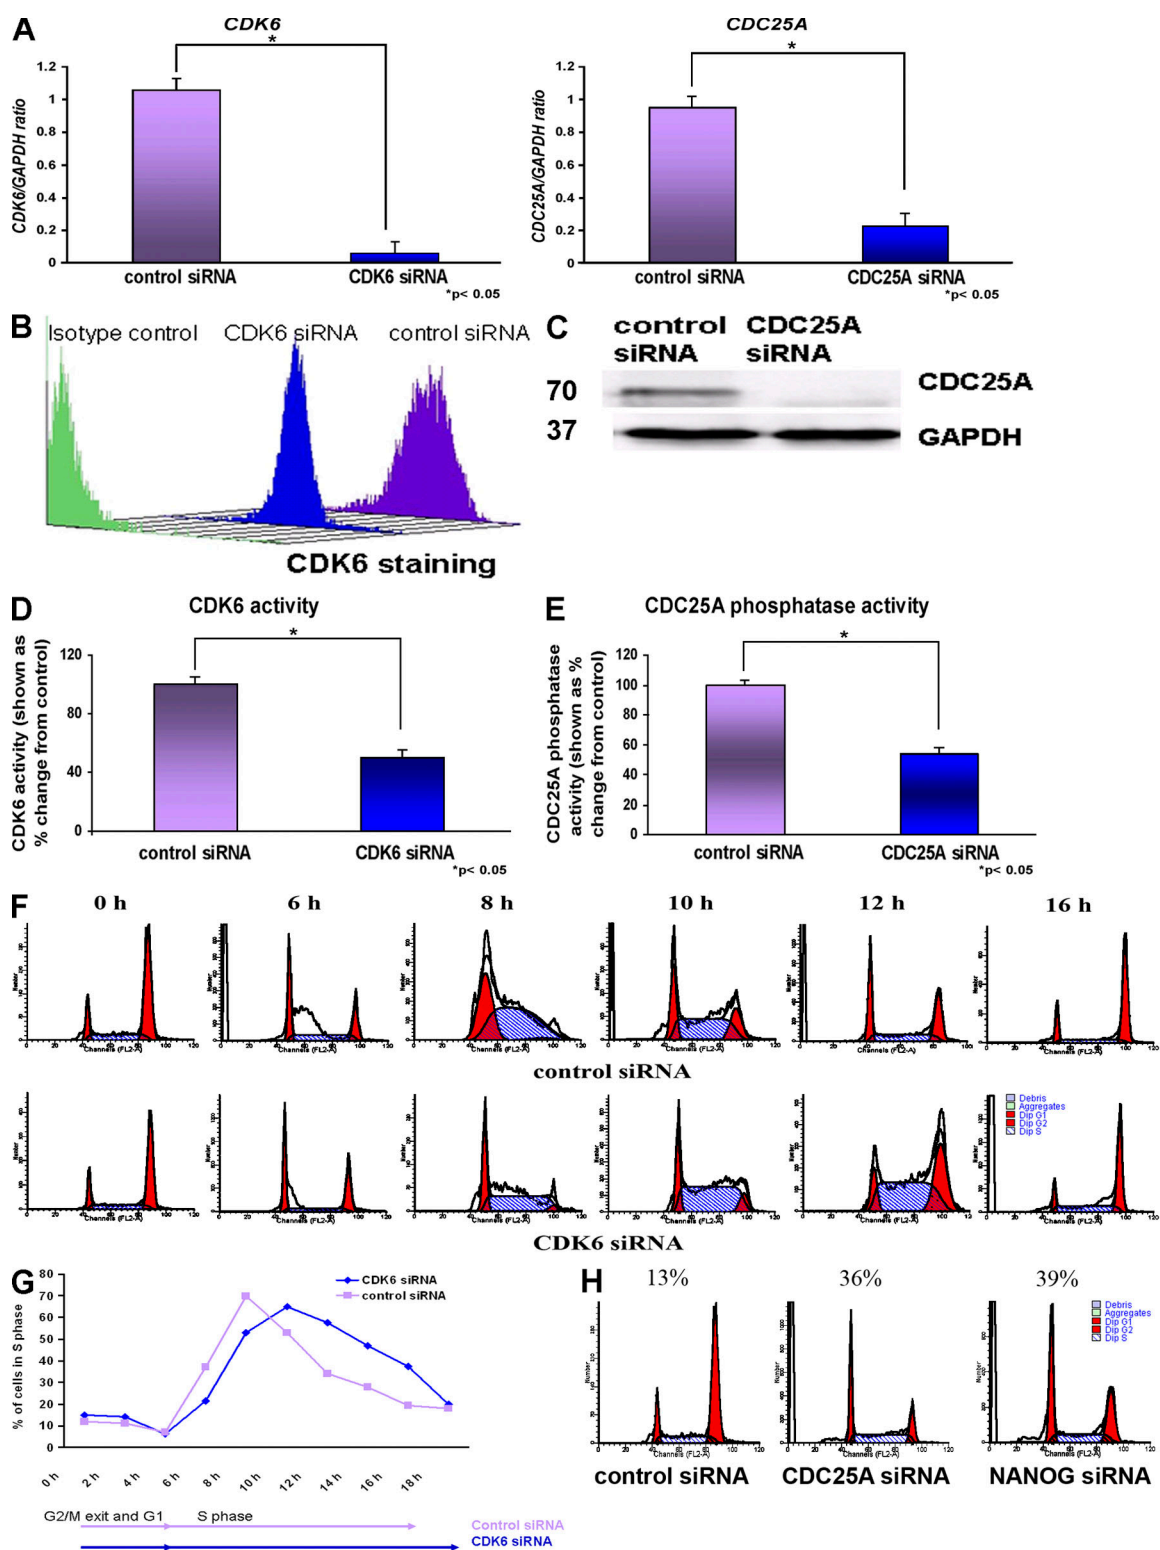 A
CDK6
*
CDK6/GAPDH ratio
1.2
1
0.8
0.6
0.4
0.2
0
control siRNA
CDK6 siRNA
*p< 0.05
CDC25A
*
CDC25A/GAPDH ratio
1.2
1
0.8
0.6
0.4
0.2
0
control siRNA
CDC25A siRNA
*p< 0.05
B
Isotype control
CDK6 siRNA
control siRNA
CDK6 staining
C
control siRNA
CDC25A siRNA
70
CDC25A
37
GAPDH
D
CDK6 activity
*
CDK6 activity (shown as
% change from control)
120
80
40
0
control siRNA
CDK6 siRNA
*p< 0.05
E
CDC25A phosphatase activity
*
CDC25A phosphatase
activity (shown as %
change from control)
120
100
80
60
40
20
0
control siRNA
CDC25A siRNA
*p< 0.05
F
0 h
6 h
8 h
10 h
12 h
16 h
Number
Channels (FL2-A)
control siRNA
Debris
Aggregates
Dip G1
Dip G2
Dip S
Number
Channels (FL2-A)
CDK6 siRNA
G
% of cells in S phase
80
70
60
50
40
30
20
10
0
CDK6 siRNA
control siRNA
0 h
2 h
4 h
6 h
8 h
10 h
12 h
14 h
16 h
18 h
G2/M exit and G1
S phase
Control siRNA
CDK6 siRNA
H
13%
36%
39%
Debris
Aggregates
Dip G1
Dip G2
Dip S
Number
Channels (FL2-A)
control siRNA
CDC25A siRNA
NANOG siRNA